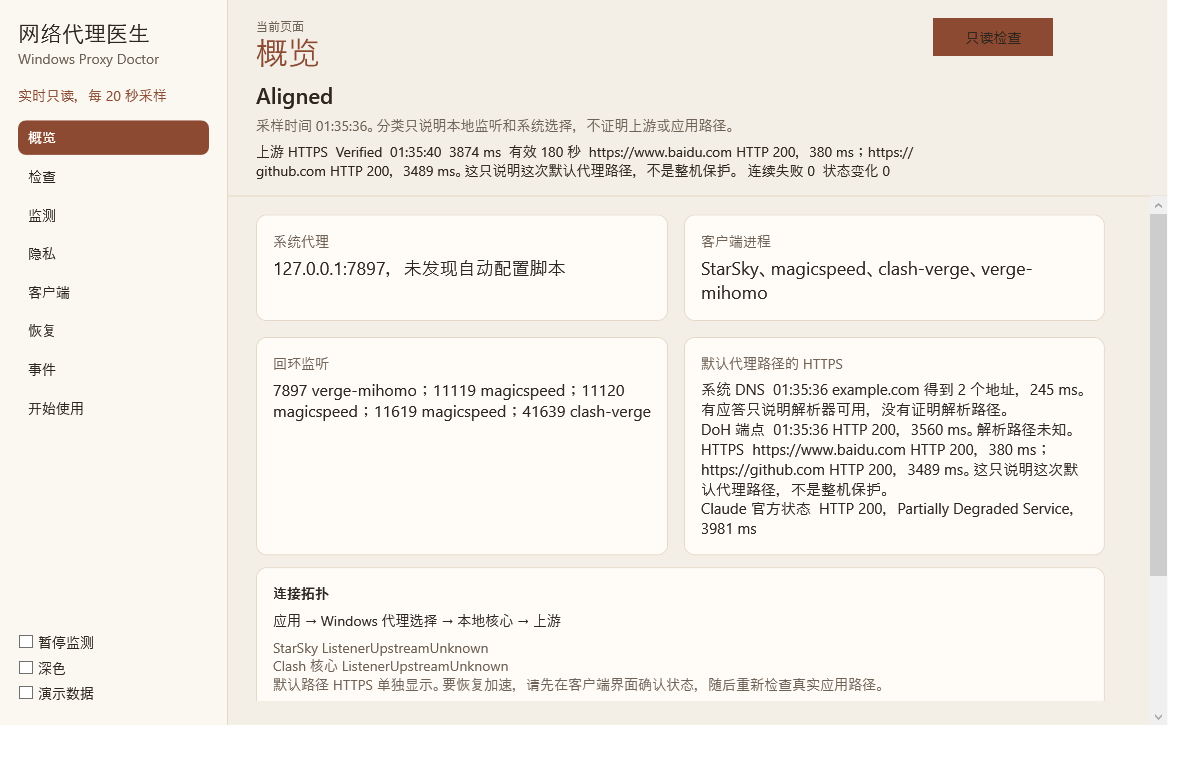 网络代理医生
Windows Proxy Doctor
实时只读，每 20 秒采样
概览
检查
监测
隐私
客户端
恢复
事件
开始使用
暂停监测
深色
演示数据
当前页面
概览
只读检查
Aligned
采样时间 01:35:36。分类只说明本地监听和系统选择，不证明上游或应用路径。
上游 HTTPS  Verified  01:35:40  3874 ms  有效 180 秒  https://www.baidu.com HTTP 200，380 ms；https://
github.com HTTP 200，3489 ms。这只说明这次默认代理路径，不是整机保护。 连续失败 0  状态变化 0
系统代理
127.0.0.1:7897，未发现自动配置脚本
客户端进程
StarSky、magicspeed、clash-verge、verge-
mihomo
回环监听
7897 verge-mihomo；11119 magicspeed；11120
magicspeed；11619 magicspeed；41639 clash-verge
默认代理路径的 HTTPS
系统 DNS  01:35:36 example.com 得到 2 个地址，245 ms。
有应答只说明解析器可用，没有证明解析路径。
DoH 端点  01:35:36 HTTP 200，3560 ms。解析路径未知。
HTTPS  https://www.baidu.com HTTP 200，380 ms；
https://github.com HTTP 200，3489 ms。这只说明这次默
认代理路径，不是整机保护。
Claude 官方状态  HTTP 200，Partially Degraded Service，
3981 ms
连接拓扑
应用 → Windows 代理选择 → 本地核心 → 上游
StarSky ListenerUpstreamUnknown
Clash 核心 ListenerUpstreamUnknown
默认路径 HTTPS 单独显示。要恢复加速，请先在客户端界面确认状态，随后重新检查真实应用路径。